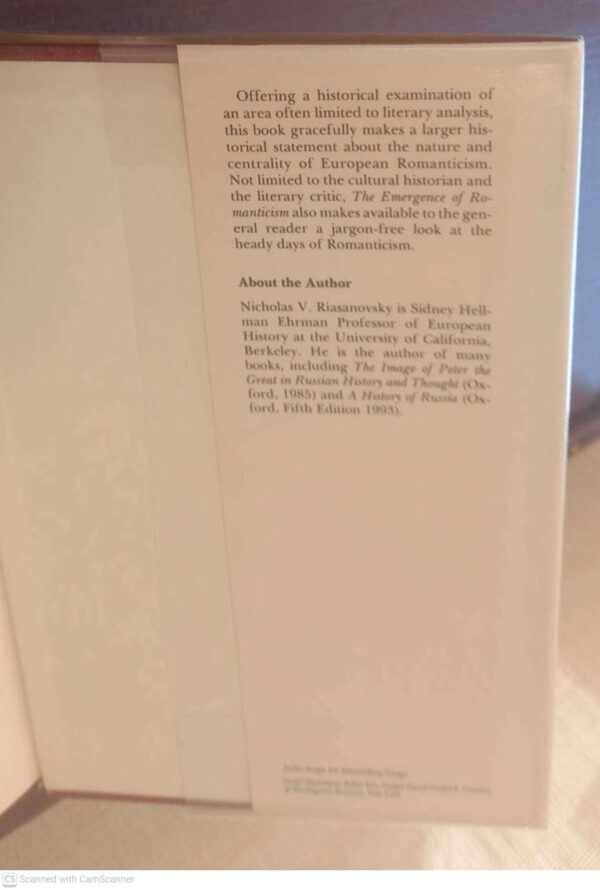 Offering a historical examination of
an area often limited to literary analysis,
this book gracefully makes a larger his-
torical statement about the nature and
centrality of European Romanticism.
Not limited to the cultural historian and
the literary critic, The Emergence of Ro-
manticism also makes available to the gen-
eral reader a jargon-free look at the
heady days of Romanticism.
About the Author
Nicholas V. Riasanovsky is Sidney Hell-
man Ehrman Professor of European
History at the University of California,
Berkeley. He is the author of many
books, including The Image of Peter the
Great in Russian History and Thought (Ox-
ford, 1985) and A History of Russia (Ox-
ford, Fifth Edition 1993).
CS Scanned with CamScanner